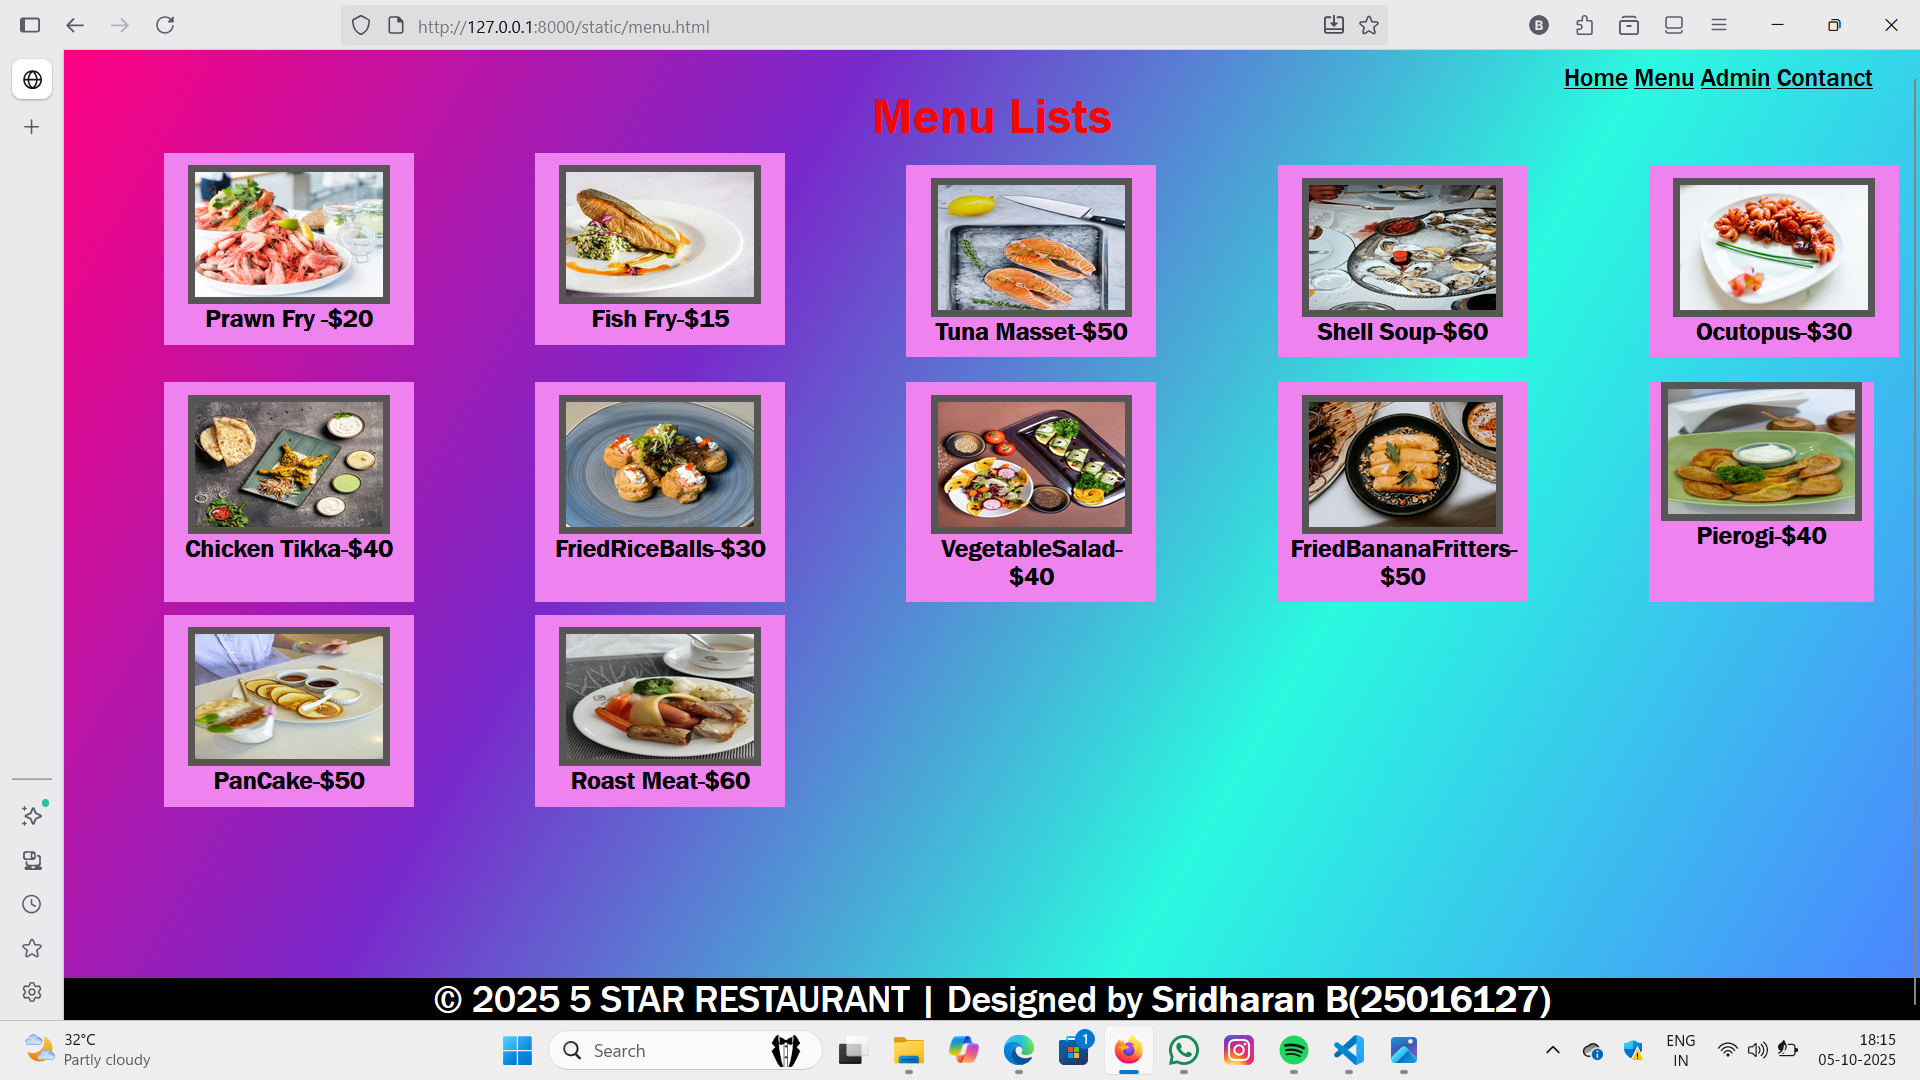 http://127.0.0.1:8000/static/menu.html
B
Home Menu Admin Contanct
Menu Lists
Prawn Fry -$20
Fish Fry-$15
Tuna Masset-$50
Shell Soup-$60
Ocutopus-$30
Chicken Tikka-$40
FriedRiceBalls-$30
VegetableSalad-
$40
FriedBananaFritters-
$50
Pierogi-$40
PanCake-$50
Roast Meat-$60
© 2025 5 STAR RESTAURANT | Designed by Sridharan B(25016127)
32°C
Partly cloudy
Search
1
ENG
IN
18:15
05-10-2025